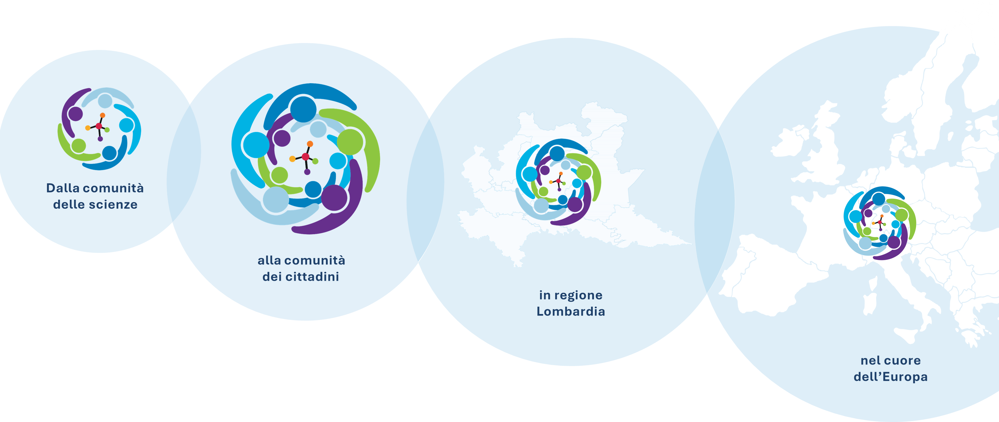 Dalla comunità
delle scienze
alla comunità
dei cittadini
in regione
Lombardia
nel cuore
dell’Europa